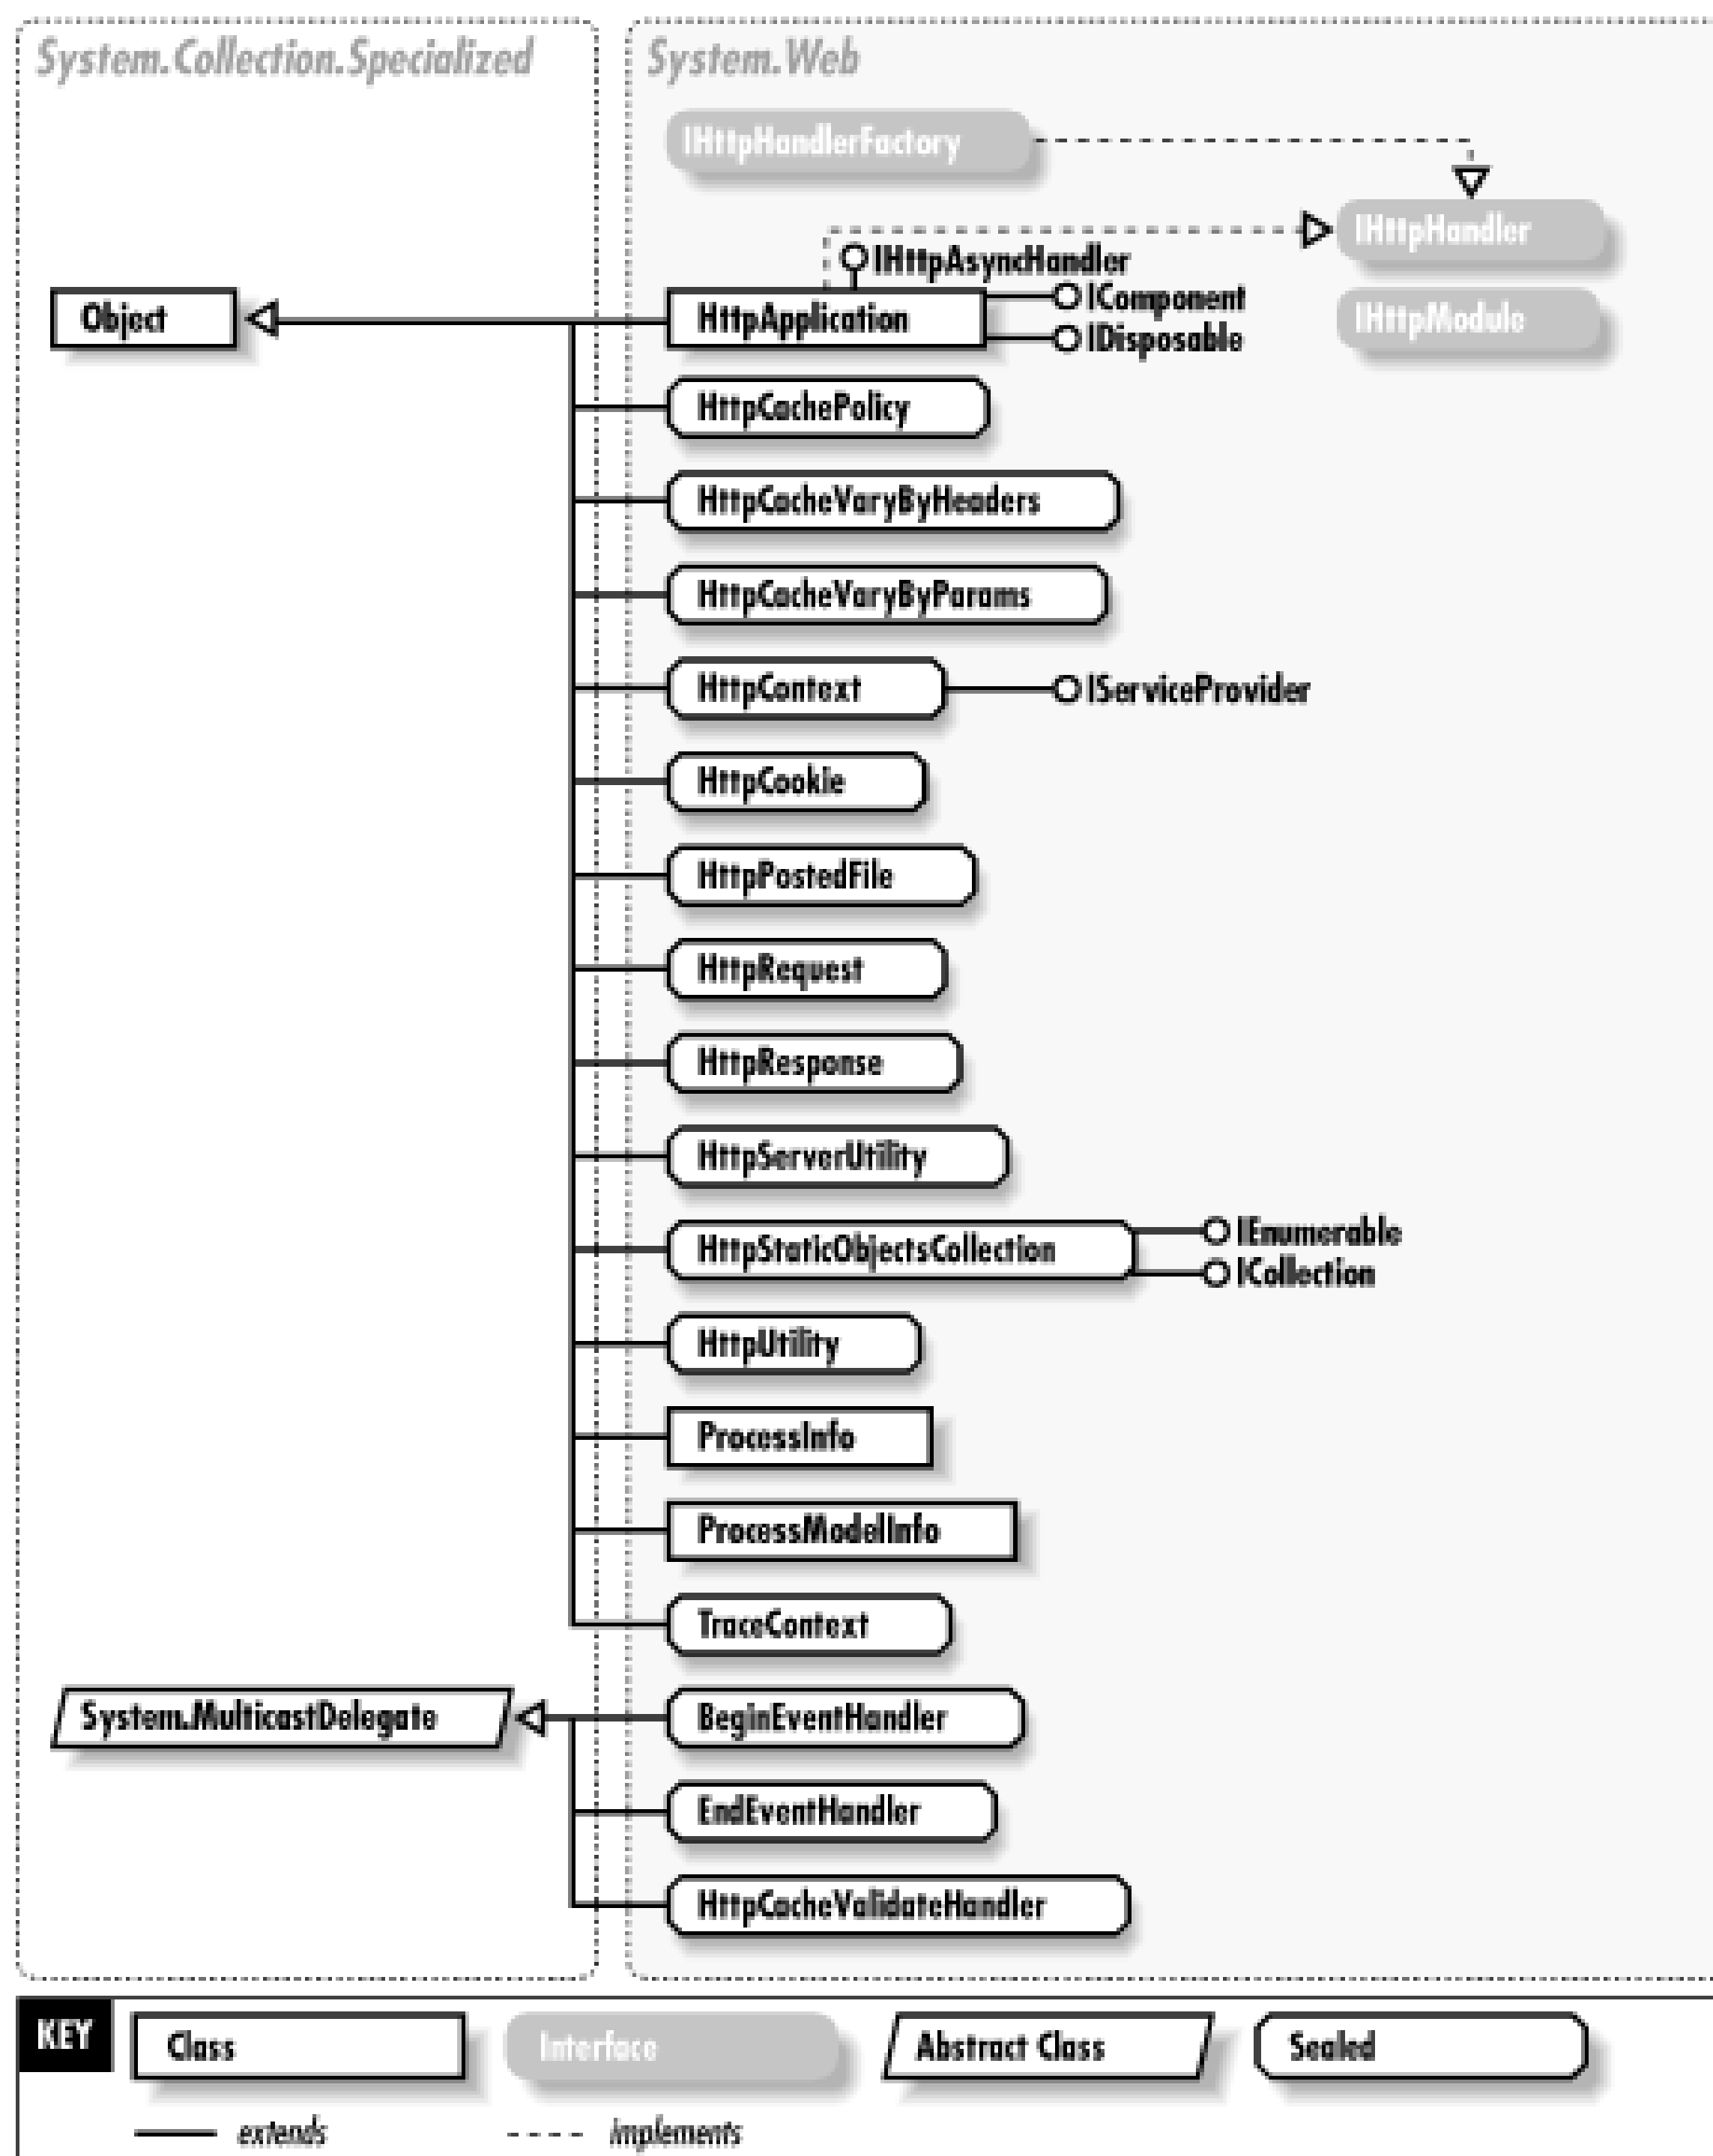 System.Collection.Specialized
System.Web
IHttpHandlerFactory
IHttpHandler
IHttpAsyncHandler
IComponent
Object
HttpApplication
IHttpModule
IDisposable
HttpCachePolicy
HttpCacheVaryByHeaders
HttpCacheVaryByParams
HttpContext
IServiceProvider
HttpCookie
HttpPostedFile
HttpRequest
HttpResponse
HttpServerUtility
HttpStaticObjectsCollection
IEnumerable
ICollection
HttpUtility
ProcessInfo
ProcessModelInfo
TraceContext
System.MulticastDelegate
BeginEventHandler
EndEventHandler
HttpCacheValidateHandler
KEY
Class
Interface
Abstract Class
Sealed
extends
implements